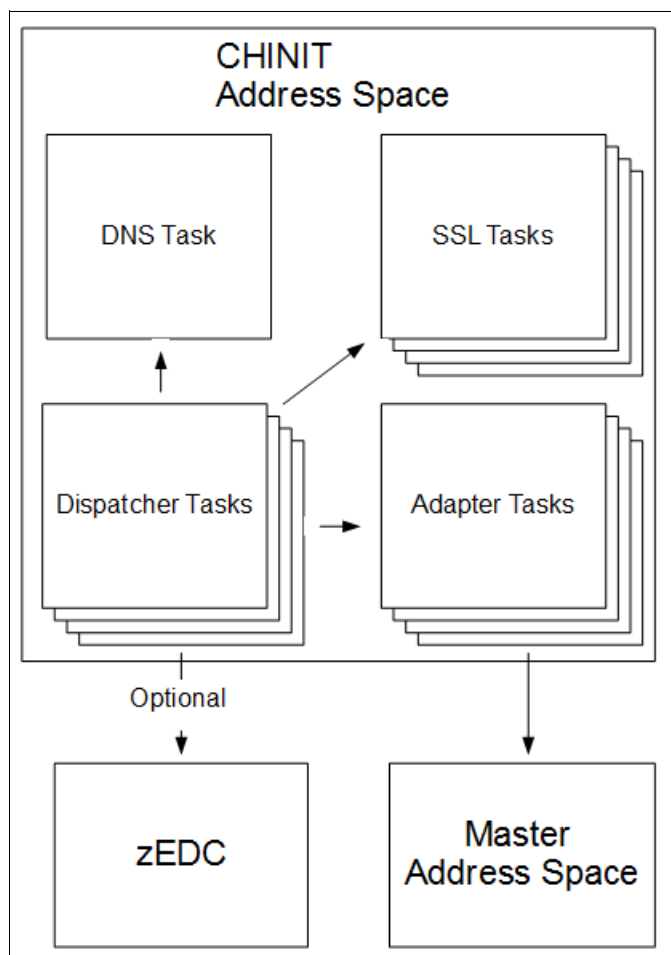 CHINIT
Address Space
DNS Task
SSL Tasks
Dispatcher Tasks
Adapter Tasks
Optional
zEDC
Master
Address Space